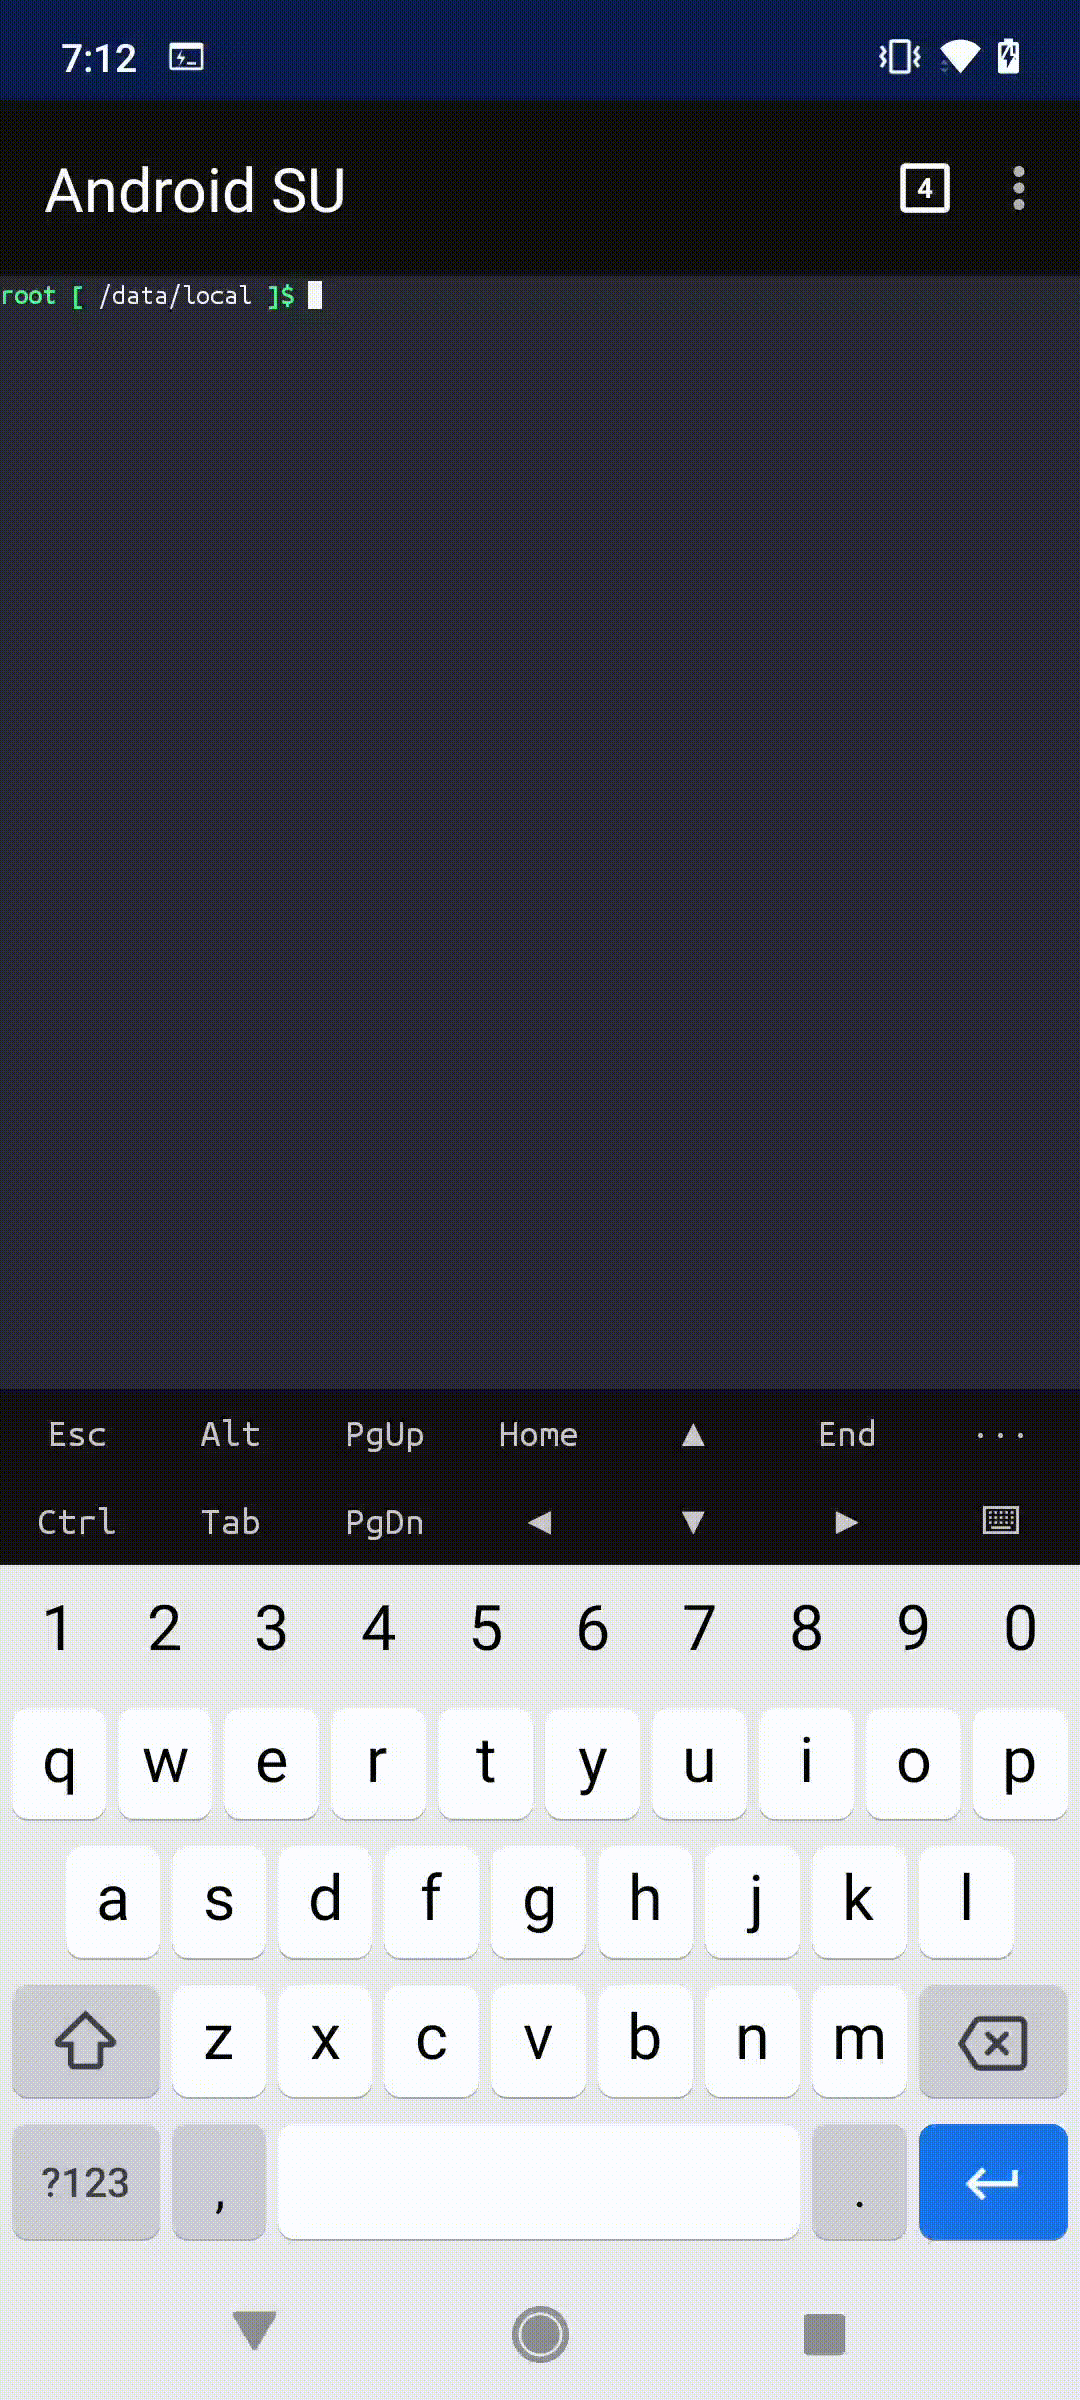 7:12
Android SU 4
root [ /data/local ]$
Esc Alt PgUp Home ▲ End ···
Ctrl Tab PgDn ◀ ▼ ▶
1 2 3 4 5 6 7 8 9 0
q w e r t y u i o p
a s d f g h j k l
z x c v b n m
?123 , .